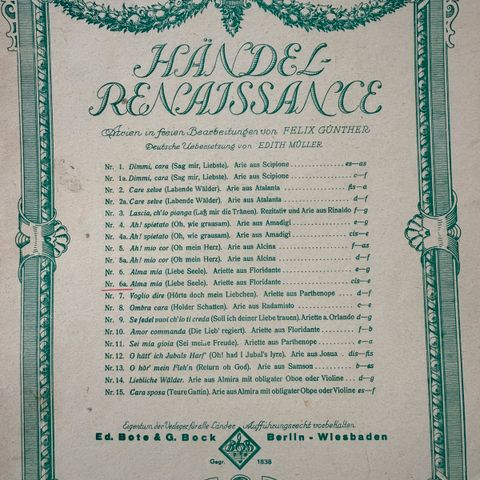 HÄNDEL-
RENAISSANCE
Arien in freien Bearbeitungen von FELIX GÜNTHER
Deutsche Uebersetzung von EDITH MÜLLER
Nr. 1. Dimmi, cara (Sag mir, Liebste). Arie aus Scipione es—as
Nr. 1a. Dimmi, cara (Sag mir, Liebste). Arie aus Scipione c—f
Nr. 2. Care selve (Labende Wälder). Arie aus Atalanta fis—a
Nr. 2a. Care selve (Labende Wälder). Arie aus Atalanta d—f
Nr. 3. Lascia, ch'io pianga (Laß mir die Tränen). Rezitativ und Arie aus Rinaldo f—g
Nr. 4. Ah! spietato (Oh, wie grausam). Arie aus Amadigi e—g
Nr. 4a. Ah! spietato (Oh, wie grausam). Arie aus Amadigi cis—e
Nr. 5. Ah! mio cor (Oh mein Herz). Arie aus Alcina f—as
Nr. 5a. Ah! mio cor (Oh mein Herz). Arie aus Alcina d—f
Nr. 6. Alma mia (Liebe Seele). Ariette aus Floridante e—g
Nr. 6a. Alma mia (Liebe Seele). Ariette aus Floridante cis—e
Nr. 7. Voglio dire (Hörts doch mein Liebchen). Ariette aus Parthenope d—f
Nr. 8. Ombra cara (Holder Schatten). Arie aus Radamisto c—e
Nr. 9. Se fedel vuoi ch'io ti creda (Soll ich deiner Liebe trauen). Ariette a. Orlando d—g
Nr. 10. Amor commanda (Die Lieb' regiert). Ariette aus Floridante f—b
Nr. 11. Sei mia gioia (Sei meine Freude). Ariette aus Parthenope e—a
Nr. 12. O hätt' ich Jubals Harf' (Oh! had I Jubal's lyre). Arie aus Josua dis—fis
Nr. 13. O hör' mein Fleh'n (Return oh God). Arie aus Samson b—as
Nr. 14. Liebliche Wälder. Arie aus Almira mit obligater Oboe oder Violine d—g
Nr. 15. Cara sposa (Teure Gattin). Arie aus Almira mit obligater Oboe oder Violine es—f
Eigentum der Verleger für alle Länder Aufführungsrecht vorbehalten
Ed. Bote & G. Bock Berlin - Wiesbaden
Gegr. 1838